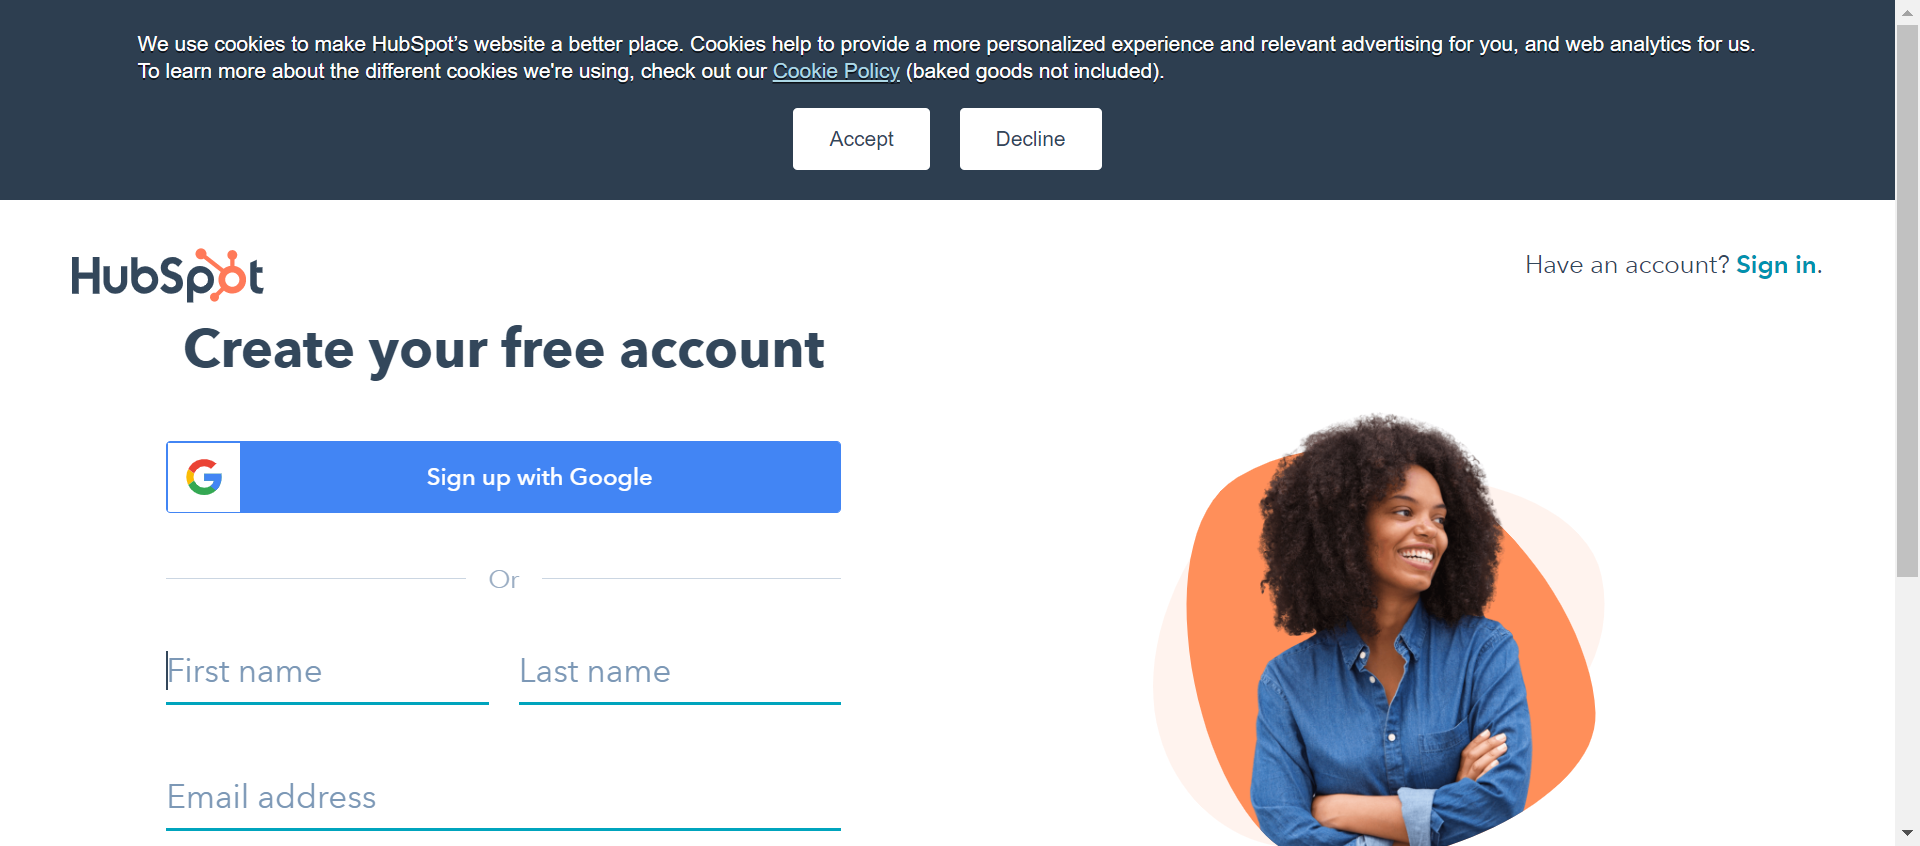 We use cookies to make HubSpot's website a better place. Cookies help to provide a more personalized experience and relevant advertising for you, and web analytics for us.
To learn more about the different cookies we're using, check out our Cookie Policy (baked goods not included).
Accept
Decline
HubSpot
Have an account? Sign in.
Create your free account
Sign up with Google
Or
First name
Last name
Email address